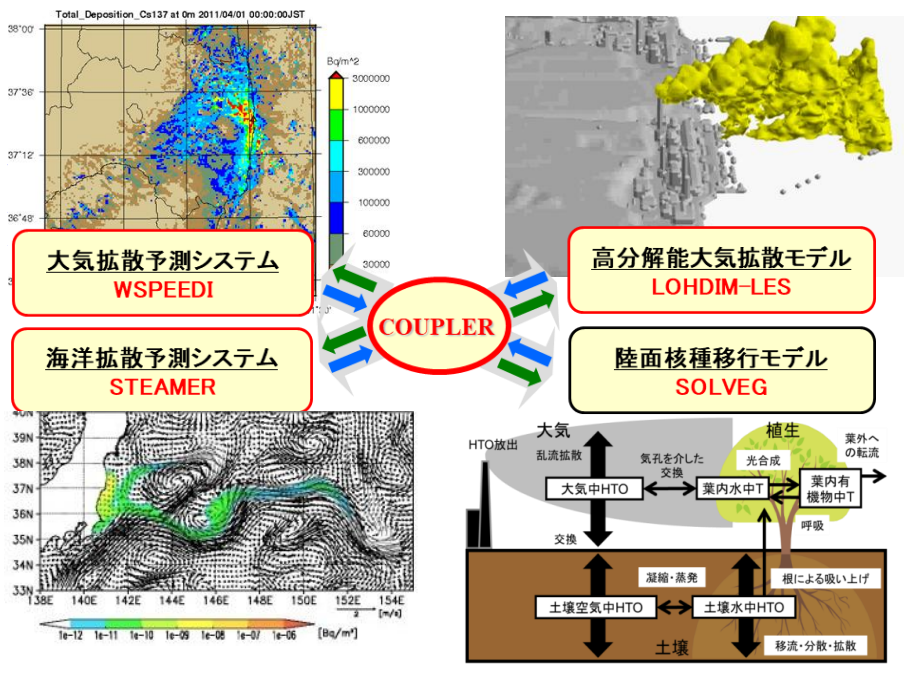 Total_Deposition_Cs137 at 0m 2011/04/01 00:00:00JST
38°00'
37°36'
37°12'
36°48'
Bq/m^2
3000000
1000000
600000
300000
100000
60000
30000
大気拡散予測システム
WSPEEDI
高分解能大気拡散モデル
LOHDIM-LES
COUPLER
海洋拡散予測システム
STEAMER
陸面核種移行モデル
SOLVEG
40N
39N
38N
37N
36N
35N
34N
33N
138E 140E 142E 144E 146E 148E 150E 152E 154E
2 [m/s]
1e-12 1e-11 1e-10 1e-09 1e-08 1e-07 1e-06 [Bq/m³]
HTO放出
大気
乱流拡散
気孔を介した
交換
植生
光合成
葉外へ
の転流
大気中HTO
葉内水中T
葉内有
機物中T
呼吸
交換
凝縮・蒸発
根による吸い上げ
土壌空気中HTO
土壌水中HTO
土壌
移流・分散・拡散